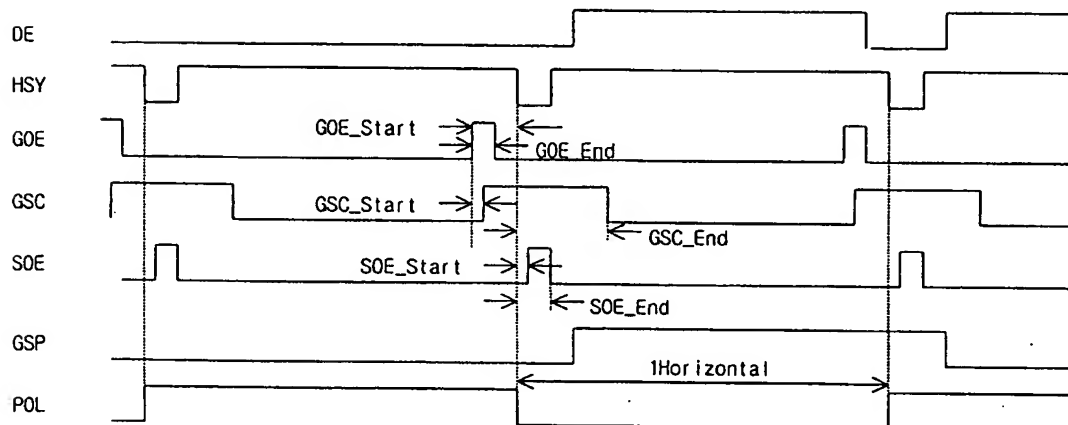 DE
HSY
GOE_Start
GOE
GOE_End
GSC
GSC_Start
GSC_End
SOE
SOE_Start
SOE_End
GSP
1Horizontal
POL